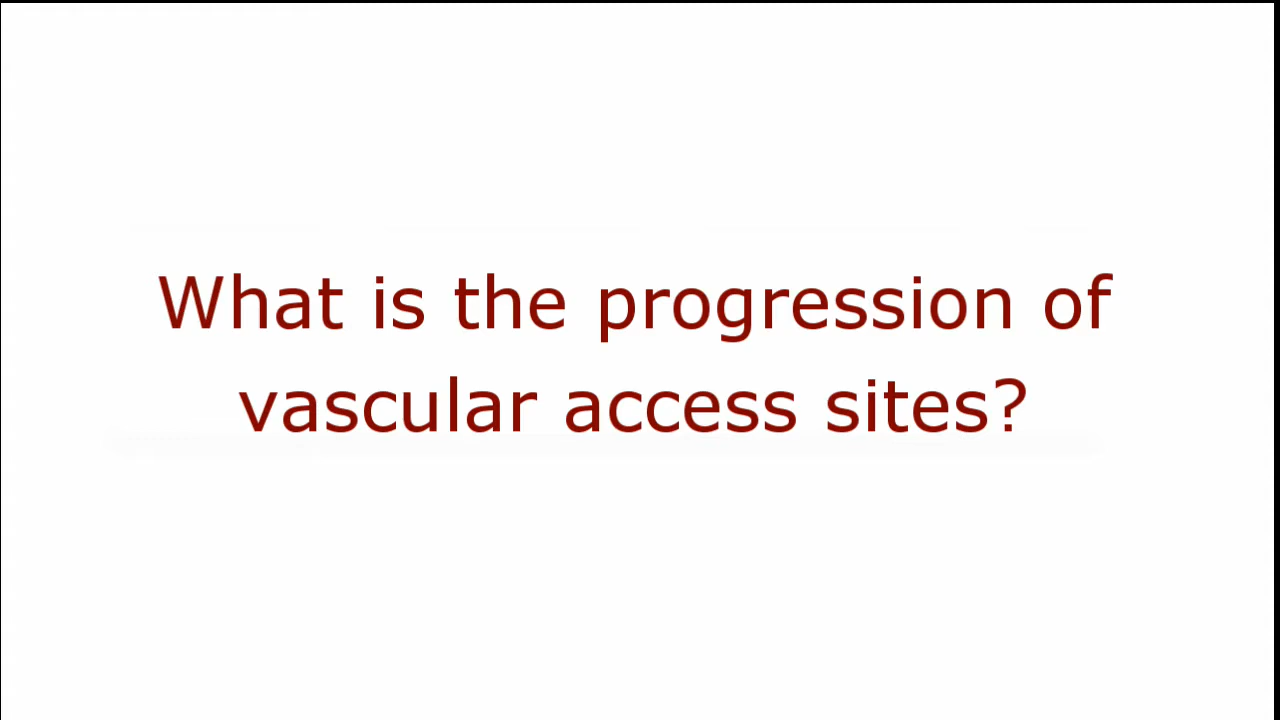 What is the progression of
vascular access sites?